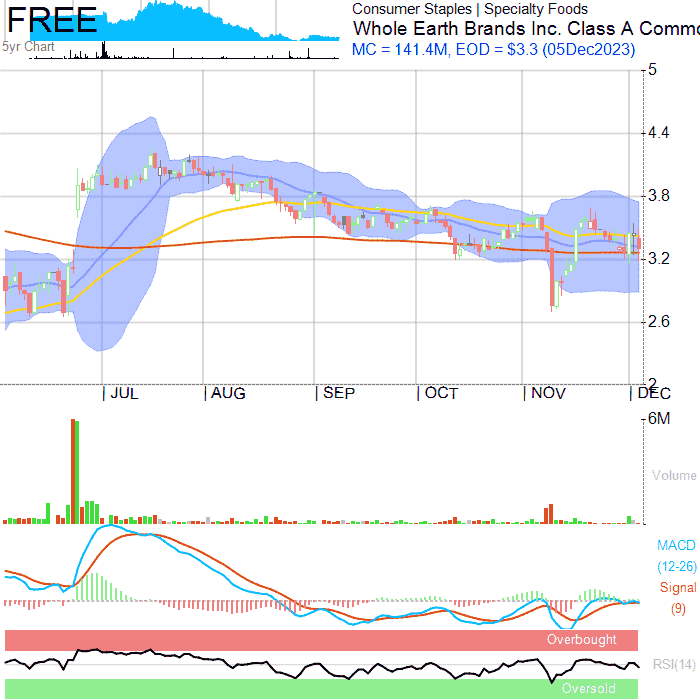 FREE
5yr Chart
Consumer Staples | Specialty Foods
Whole Earth Brands Inc. Class A Commo
MC = 141.4M, EOD = $3.3 (05Dec2023)
5
4.4
3.8
3.2
2.6
2
JUL AUG SEP OCT NOV DEC
6M
Volume
MACD
(12-26)
Signal
(9)
Overbought
RSI(14)
Oversold